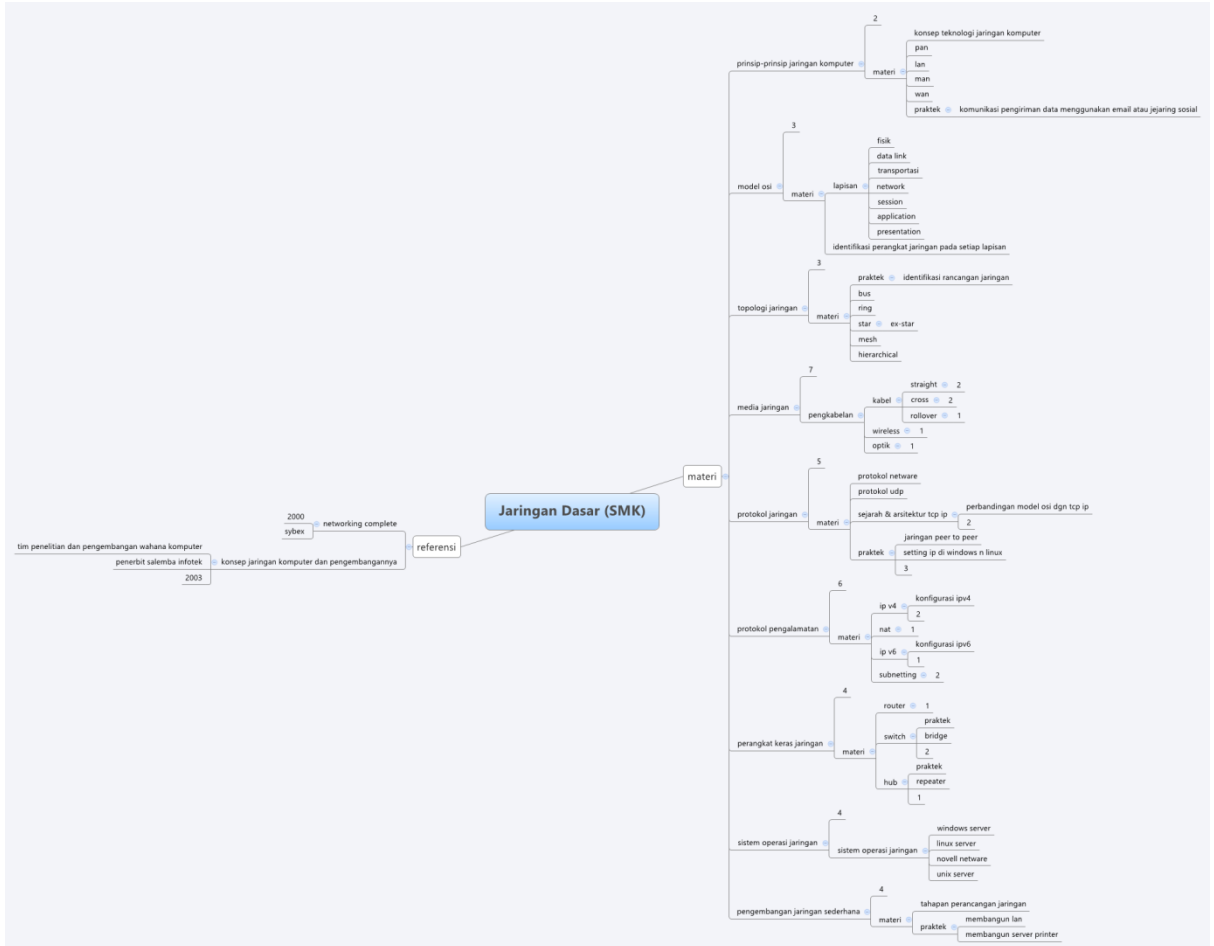 Jaringan Dasar (SMK)
materi
prinsip-prinsip jaringan komputer
2
materi
konsep teknologi jaringan komputer
pan
lan
man
wan
praktek
komunikasi pengiriman data menggunakan email atau jejaring sosial
model osi
3
materi
lapisan
fisik
data link
transportasi
network
session
application
presentation
identifikasi perangkat jaringan pada setiap lapisan
topologi jaringan
3
materi
praktek
identifikasi rancangan jaringan
bus
ring
star
ex-star
mesh
hierarchical
media jaringan
7
pengkabelan
kabel
straight
2
cross
2
rollover
1
wireless
1
optik
1
protokol jaringan
5
materi
protokol netware
protokol udp
sejarah & arsitektur tcp ip
perbandingan model osi dgn tcp ip
2
praktek
jaringan peer to peer
setting ip di windows n linux
3
protokol pengalamatan
6
materi
ip v4
konfigurasi ipv4
2
nat
1
ip v6
konfigurasi ipv6
1
subnetting
2
perangkat keras jaringan
4
materi
router
1
switch
praktek
bridge
2
hub
praktek
repeater
1
sistem operasi jaringan
4
sistem operasi jaringan
windows server
linux server
novell netware
unix server
pengembangan jaringan sederhana
4
materi
tahapan perancangan jaringan
praktek
membangun lan
membangun server printer
referensi
networking complete
2000
sybex
konsep jaringan komputer dan pengembangannya
tim penelitian dan pengembangan wahana komputer
penerbit salemba infotek
2003